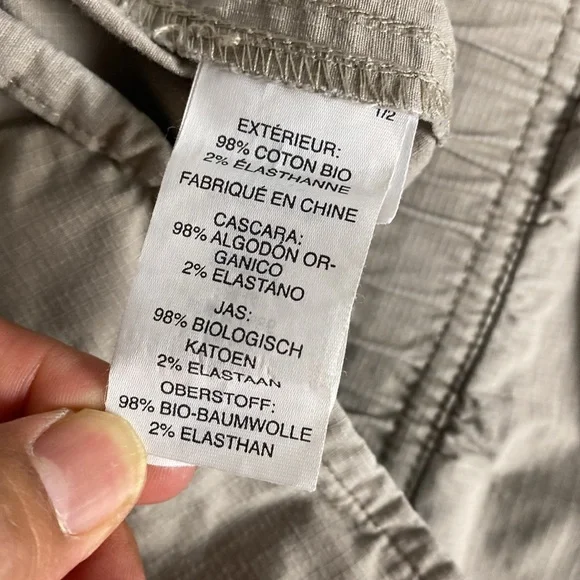 1/2
EXTÉRIEUR:
98% COTON BIO
2% ÉLASTHANNE
FABRIQUÉ EN CHINE
CASCARA:
98% ALGODÓN OR-
GANICO
2% ELASTANO
JAS:
98% BIOLOGISCH
KATOEN
2% ELASTAAN
OBERSTOFF:
98% BIO-BAUMWOLLE
2% ELASTHAN